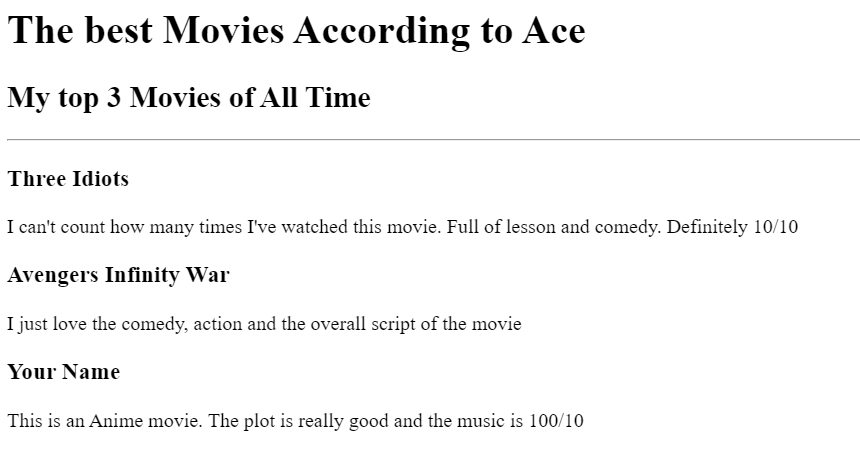 The best Movies According to Ace
My top 3 Movies of All Time
Three Idiots
I can't count how many times I've watched this movie. Full of lesson and comedy. Definitely 10/10
Avengers Infinity War
I just love the comedy, action and the overall script of the movie
Your Name
This is an Anime movie. The plot is really good and the music is 100/10